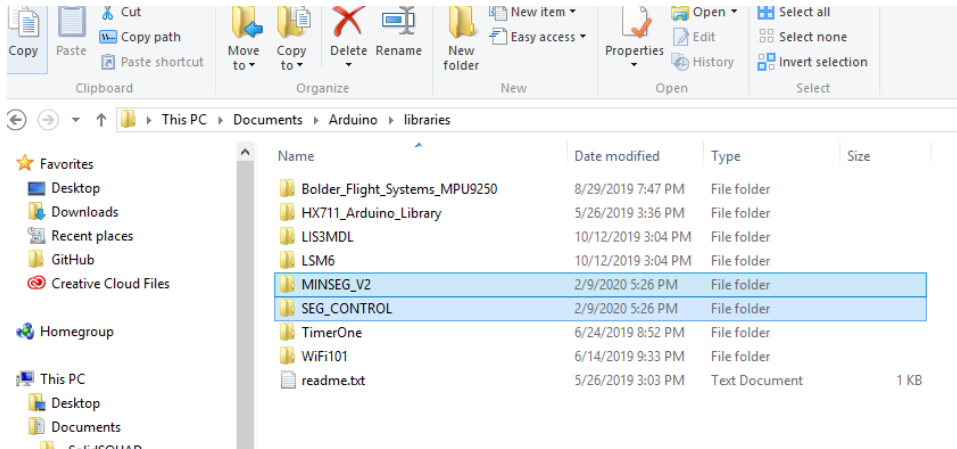 Cut
Copy path
Paste shortcut
Copy
Paste
Clipboard
Move to
Copy to
Delete
Rename
Organize
New folder
New item
Easy access
New
Properties
Open
Edit
History
Open
Select all
Select none
Invert selection
Select
This PC Documents Arduino libraries
Favorites
Desktop
Downloads
Recent places
GitHub
Creative Cloud Files
Homegroup
This PC
Desktop
Documents
Name Date modified Type Size
Bolder_Flight_Systems_MPU9250 8/29/2019 7:47 PM File folder
HX711_Arduino_Library 5/26/2019 3:36 PM File folder
LIS3MDL 10/12/2019 3:04 PM File folder
LSM6 10/12/2019 3:04 PM File folder
MINSEG_V2 2/9/2020 5:26 PM File folder
SEG_CONTROL 2/9/2020 5:26 PM File folder
TimerOne 6/24/2019 8:52 PM File folder
WiFi101 6/14/2019 9:33 PM File folder
readme.txt 5/26/2019 3:03 PM Text Document 1 KB